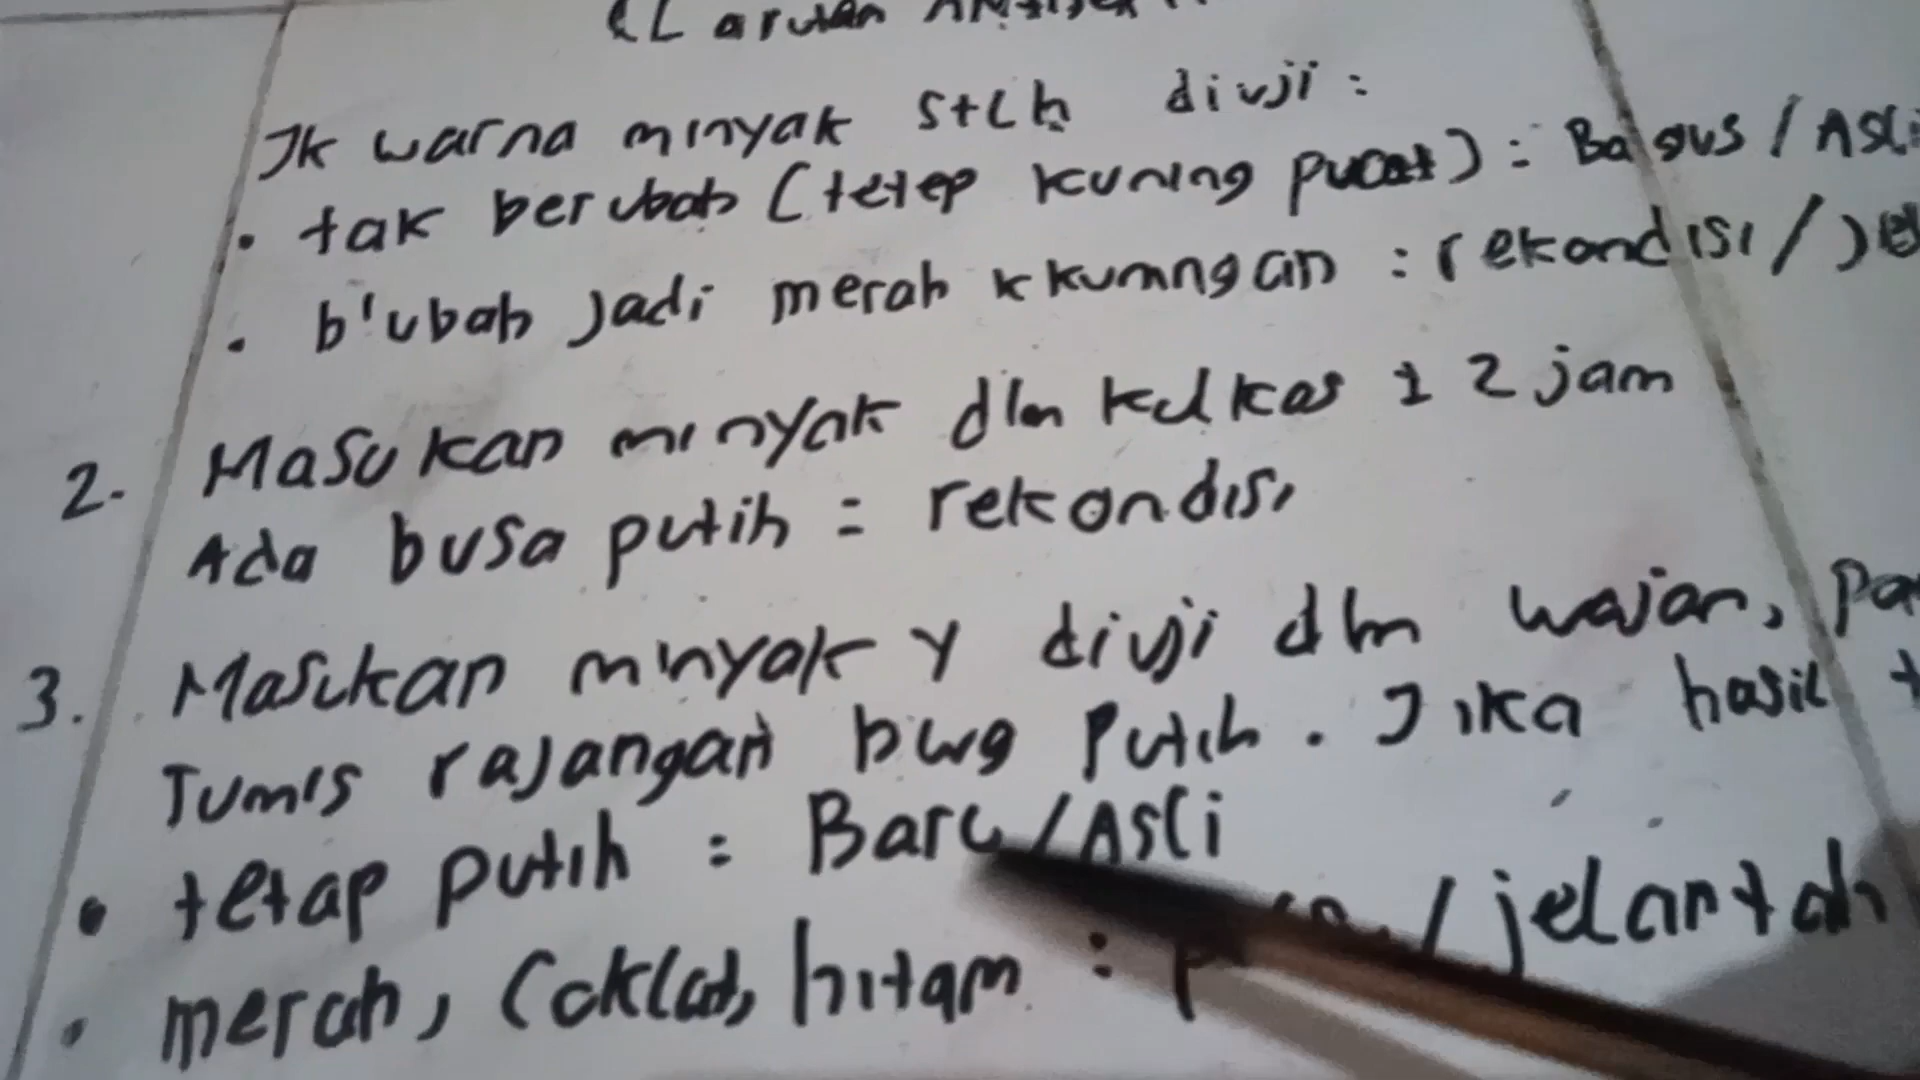 (Larutan
Jk warna minyak stlh diuji :
• tak berubah (tetep kuning pucat) : Bagus / Asli
• b'ubah jadi merah kkuningan : rekondisi /
2. Masukan minyak dlm kulkas ± 2 jam
Ada busa putih = rekondisi
3. Masukan minyak y diuji dlm wajan,
Tumis rajangan bwg putih. Jika hasil
• tetap putih : Baru / Asli
• merah, coklat, hitam : / jelantah